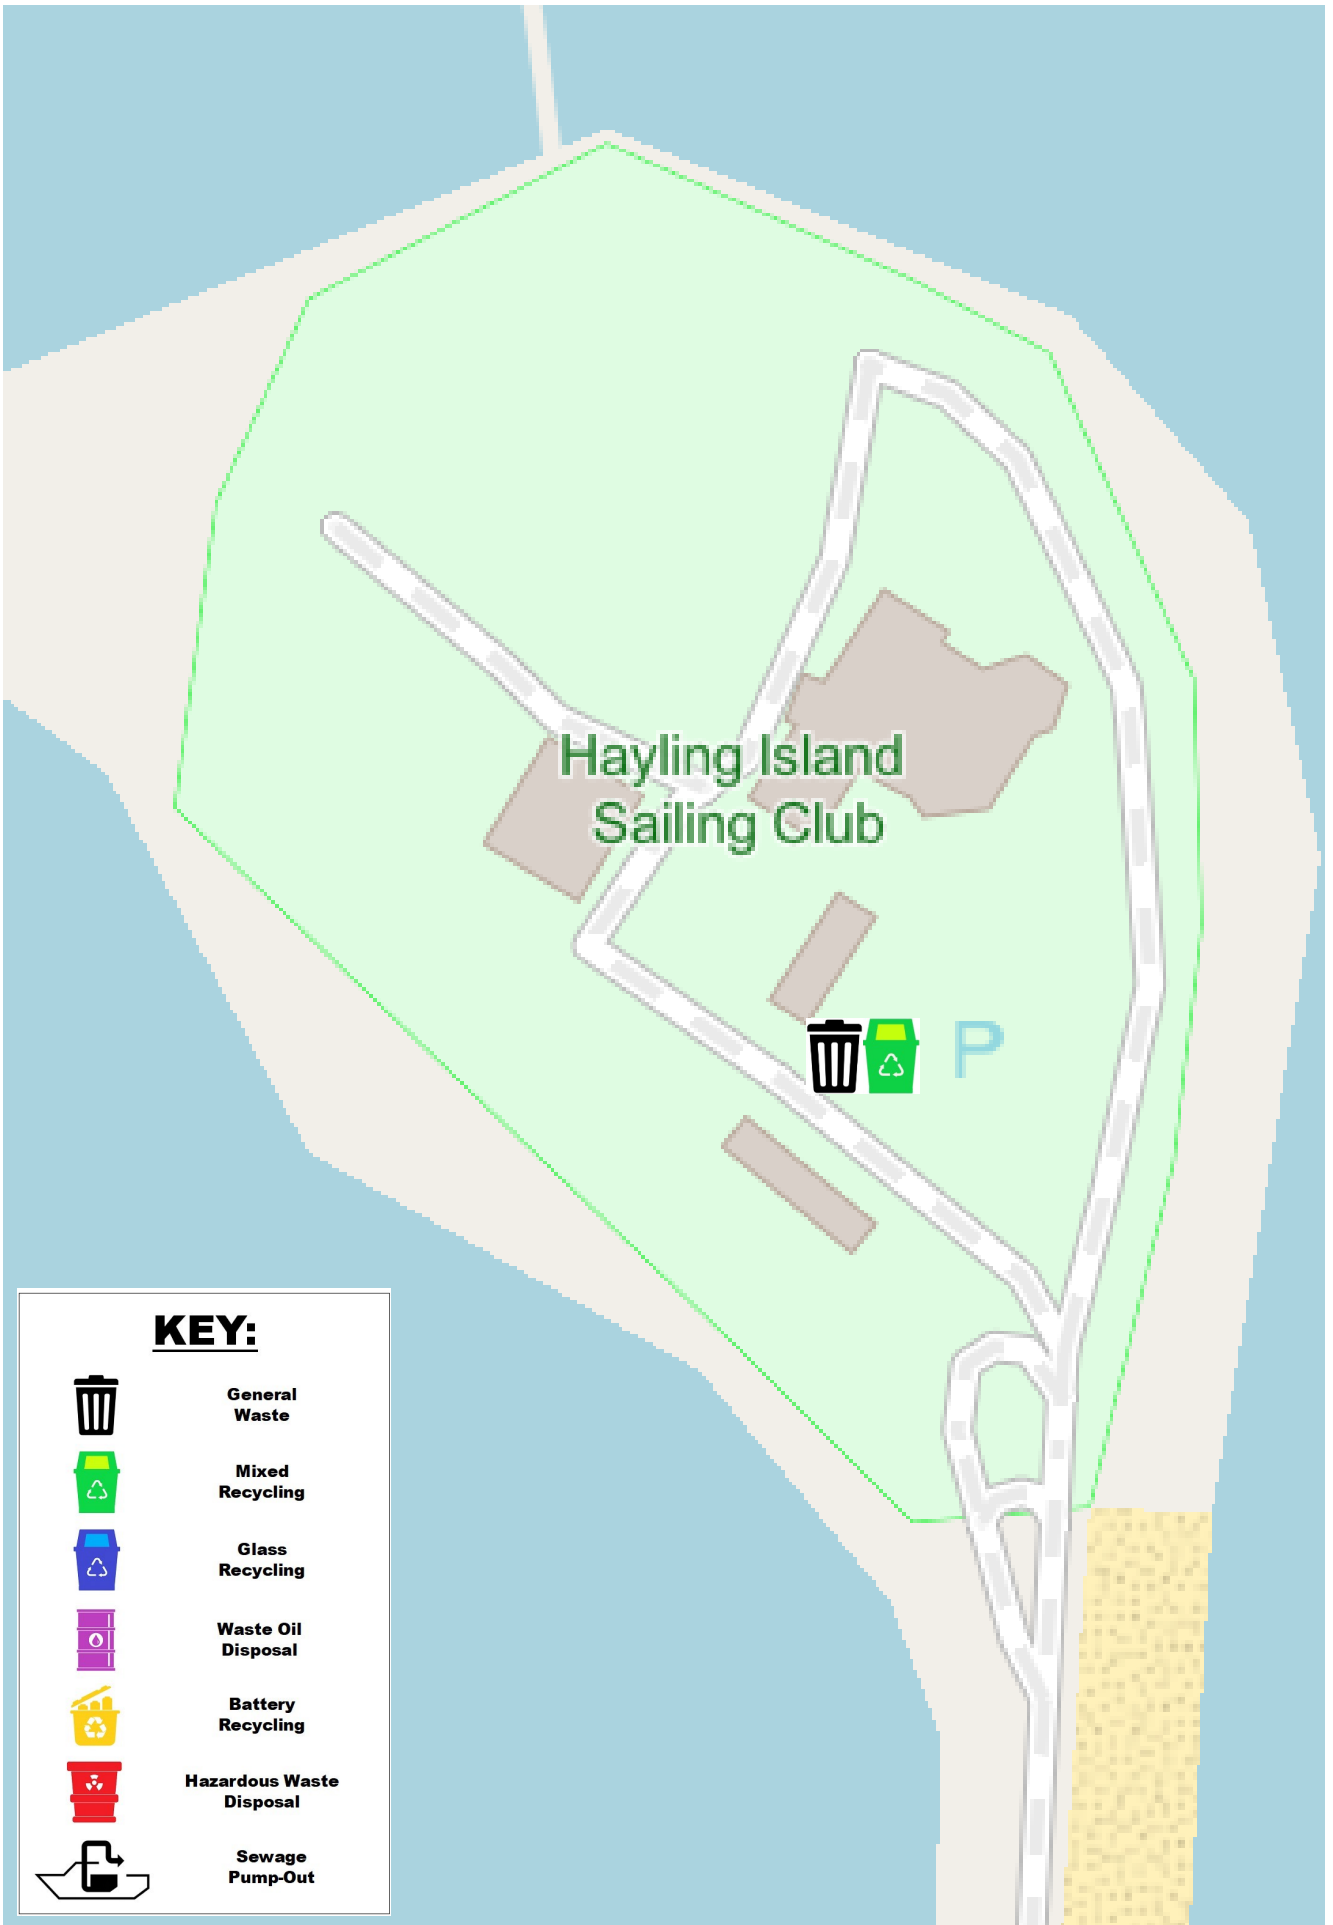 Hayling Island
Sailing Club
P
KEY:
General
Waste
Mixed
Recycling
Glass
Recycling
Waste Oil
Disposal
Battery
Recycling
Hazardous Waste
Disposal
Sewage
Pump-Out